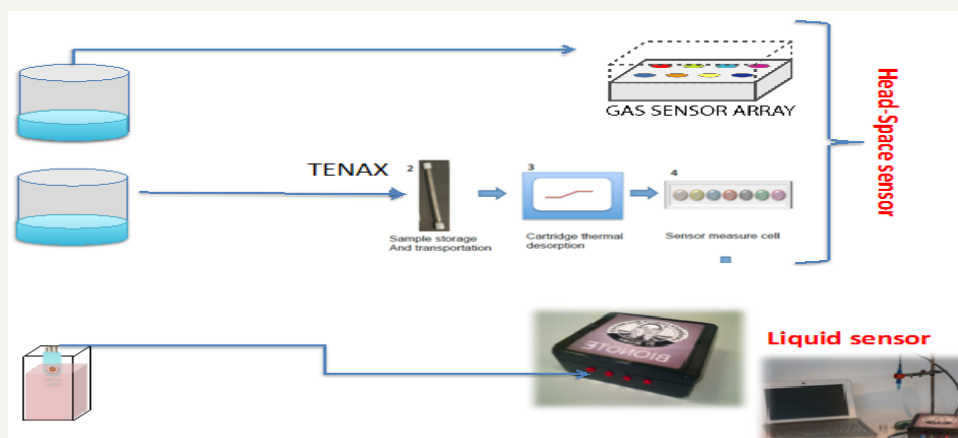 GAS SENSOR ARRAY
Head-Space sensor
TENAX
2
3
4
Sample storage
And transportation
Cartridge thermal
desorption
Sensor measure cell
BIONOTE
Liquid sensor